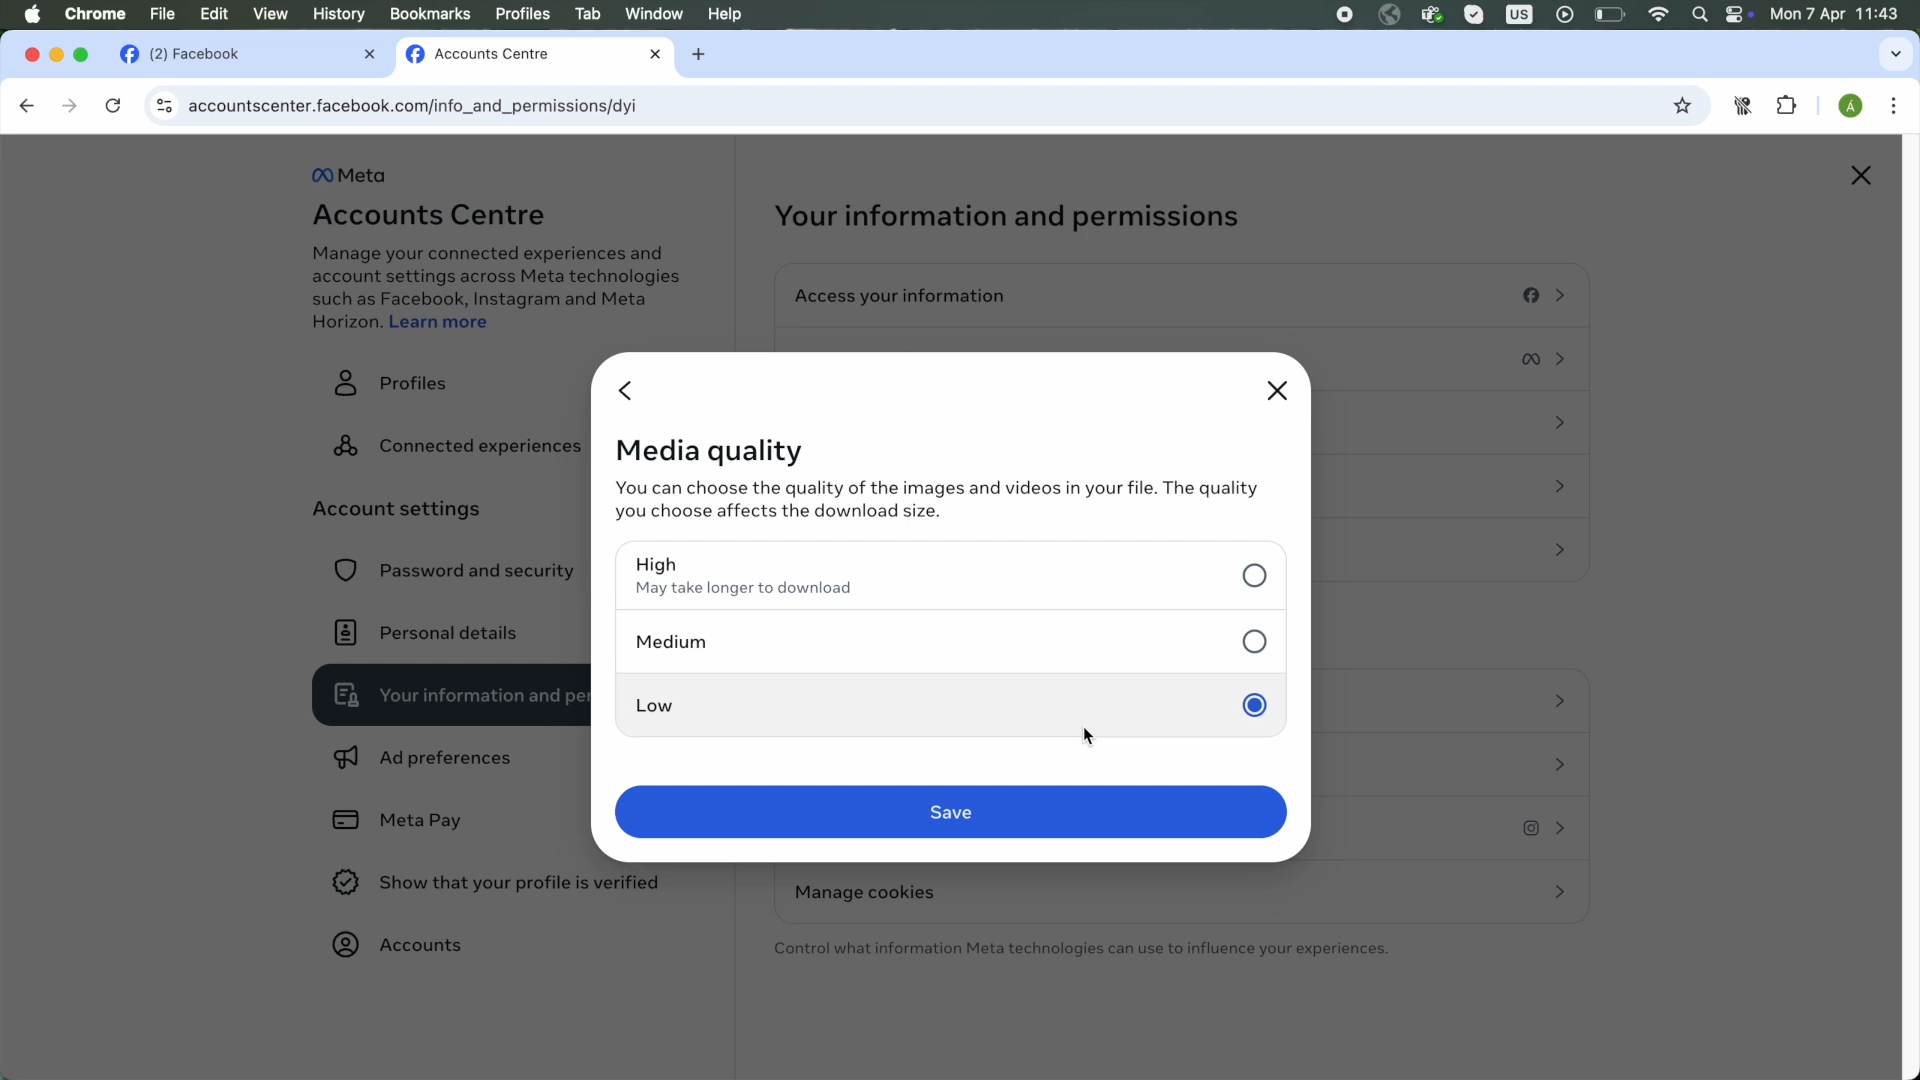 Chrome File Edit View History Bookmarks Profiles Tab Window Help US Mon 7 Apr 11:43
(2) Facebook
Accounts Centre
accountscenter.facebook.com/info_and_permissions/dyi
Á
Meta
Accounts Centre
Manage your connected experiences and
account settings across Meta technologies
such as Facebook, Instagram and Meta
Horizon. Learn more
Profiles
Connected experiences
Account settings
Password and security
Personal details
Your information and per
Ad preferences
Meta Pay
Show that your profile is verified
Accounts
Your information and permissions
Access your information
Media quality
You can choose the quality of the images and videos in your file. The quality
you choose affects the download size.
High
May take longer to download
Medium
Low
Save
Manage cookies
Control what information Meta technologies can use to influence your experiences.